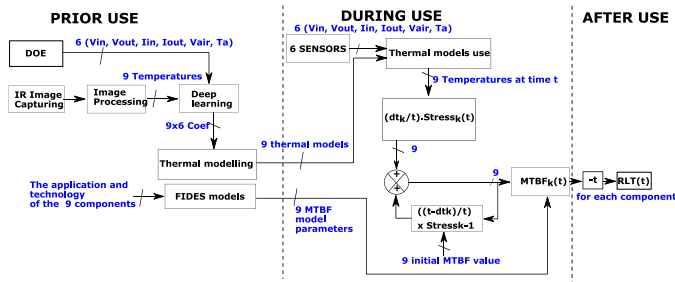 PRIOR USE
DURING USE
AFTER USE
DOE
6 (Vin, Vout, Iin, Iout, Vair, Ta)
9 Temperatures
IR Image
Capturing
Image
Processing
Deep
learning
9x6 Coef
Thermal modelling
9 thermal models
The application and
technology
of the 9 components
FIDES models
9 MTBF
model
parameters
6 (Vin, Vout, Iin, Iout, Vair, Ta)
6 SENSORS
Thermal models use
9 Temperatures at time t
(dtk/t).Stressk(t)
9
+
+
9
((t-dtk)/t)
x Stressk-1
9 initial MTBF value
MTBFk(t)
-t
RLT(t)
for each component